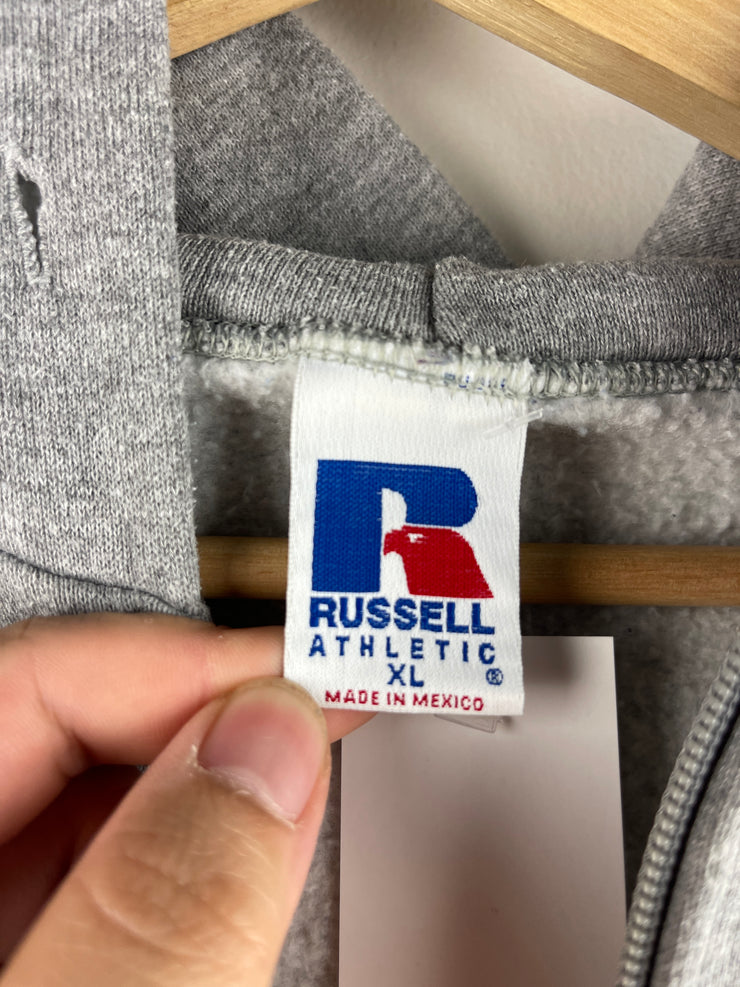 R
RUSSELL
ATHLETIC
XL ®
MADE IN MEXICO